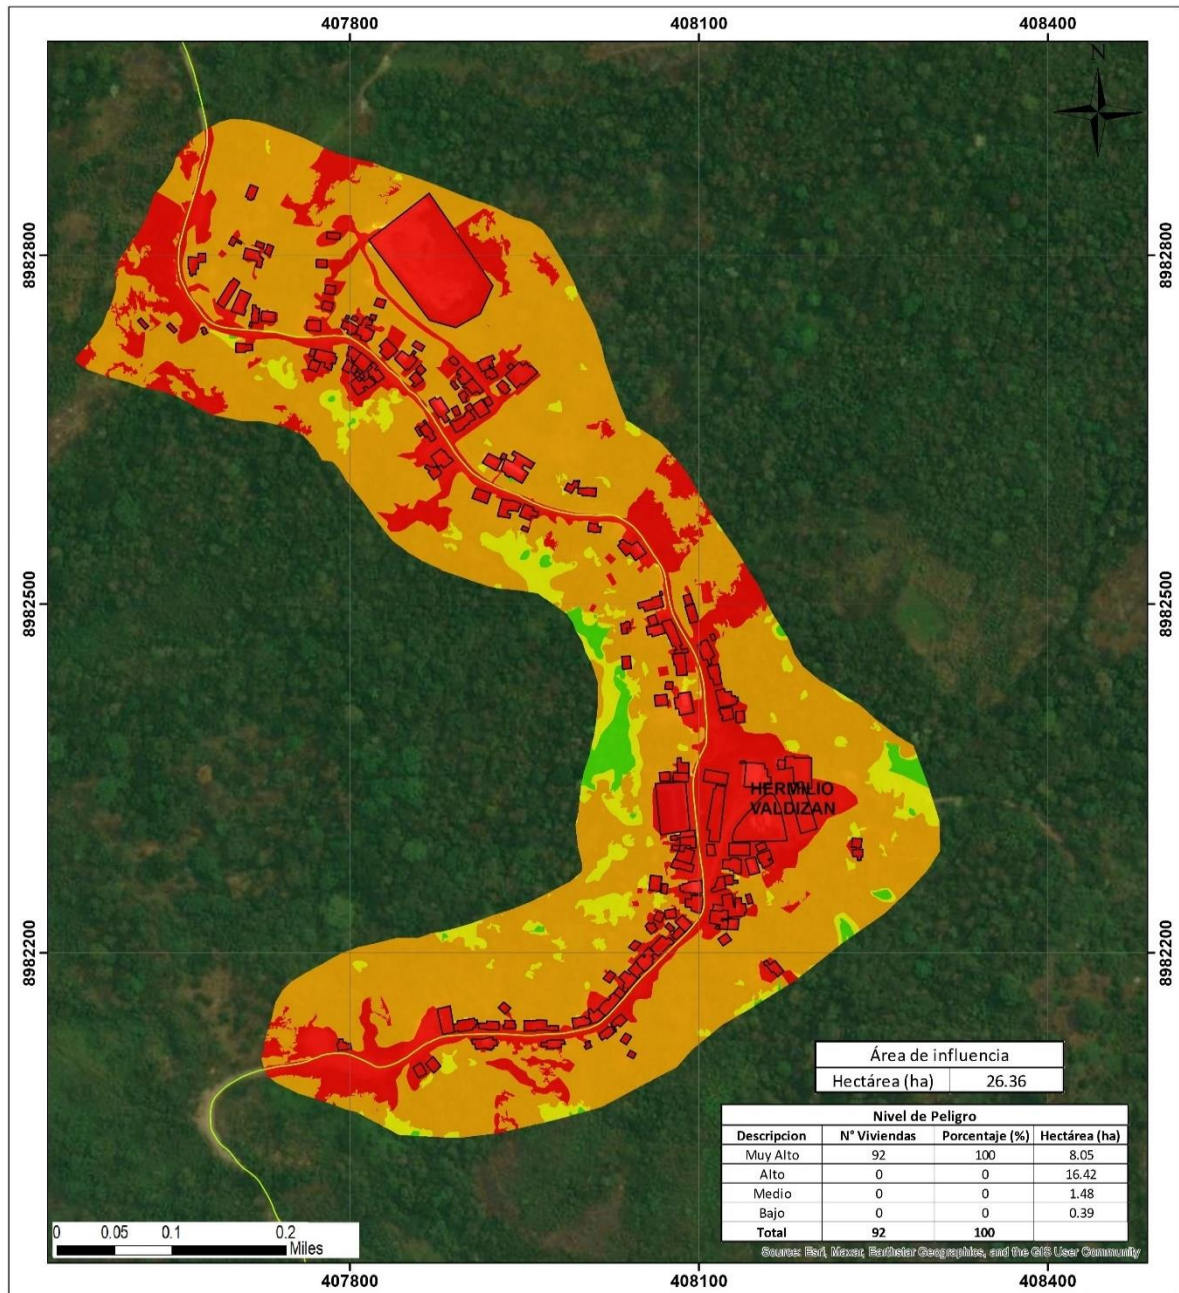 407800 408100 408400
N
8982800 8982800
8982500 8982500
HERMILIO
VALDIZAN
8982200 8982200
Área de influencia
Hectárea (ha) 26.36
Nivel de Peligro
Descripcion N° Viviendas Porcentaje (%) Hectárea (ha)
Muy Alto 92 100 8.05
Alto 0 0 16.42
Medio 0 0 1.48
Bajo 0 0 0.39
Total 92 100
0 0.05 0.1 0.2
Miles
Source: Esri, Maxar, Earthstar Geographics, and the GIS User Community
407800 408100 408400